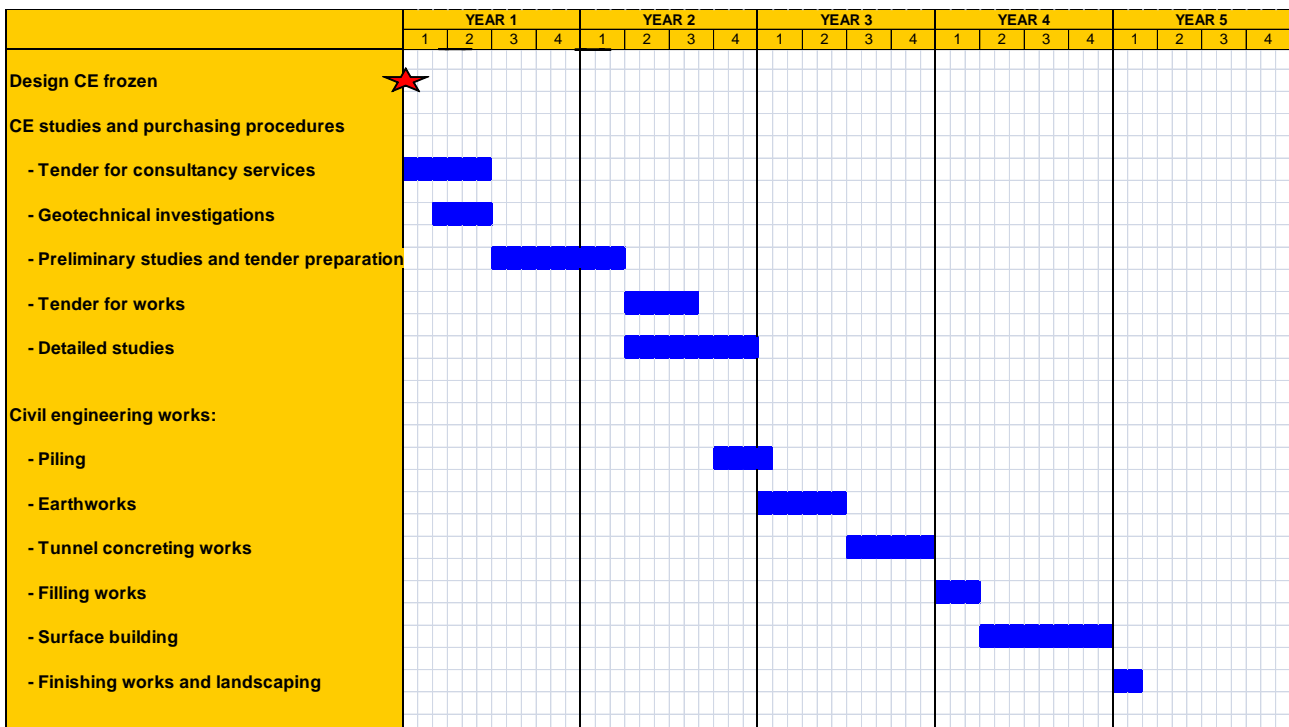 YEAR 1 YEAR 2 YEAR 3 YEAR 4 YEAR 5
1 2 3 4 1 2 3 4 1 2 3 4 1 2 3 4 1 2 3 4
Design CE frozen
CE studies and purchasing procedures
- Tender for consultancy services
- Geotechnical investigations
- Preliminary studies and tender preparation
- Tender for works
- Detailed studies
Civil engineering works:
- Piling
- Earthworks
- Tunnel concreting works
- Filling works
- Surface building
- Finishing works and landscaping